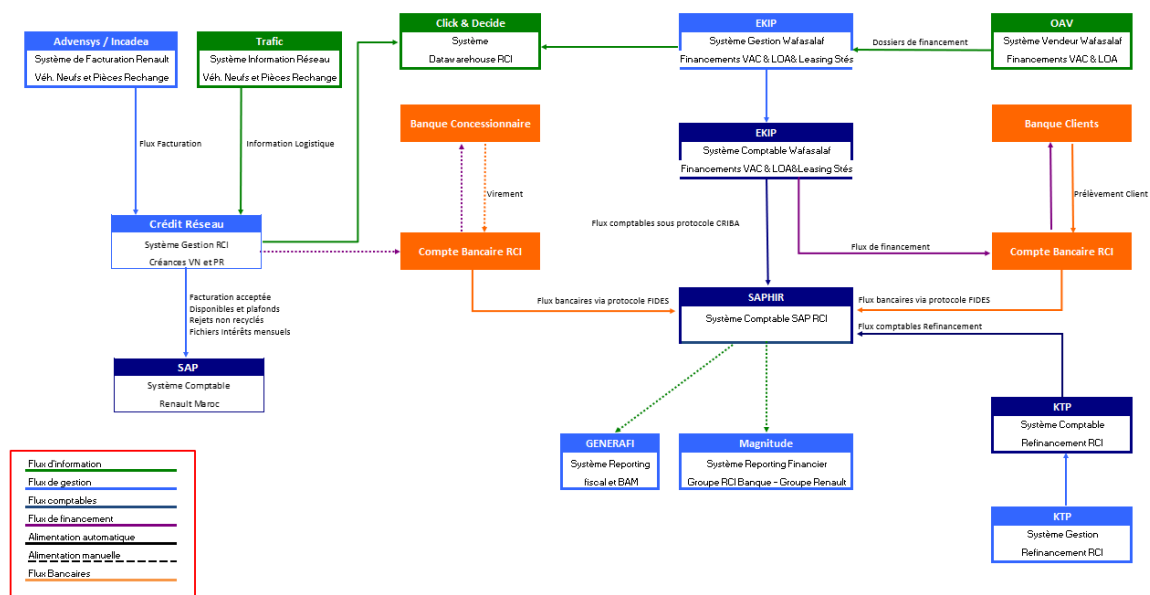 Click & Decide
Système
Datawarehouse RCI
EKIP
Système Gestion Wafasalaf
Financements VAC & LOA& Leasing Stés
OAV
Système Vendeur Wafasalaf
Financements VAC & LOA
Dossiers de financement
Advensys / Incadea
Système de Facturation Renault
Véh. Neufs et Pièces Rechange
Trafic
Système Information Réseau
Véh. Neufs et Pièces Rechange
Banque Concessionnaire
EKIP
Système Comptable Wafasalaf
Financements VAC & LOA&Leasing Stés
Banque Clients
Flux Facturation
Information Logistique
Virement
Prélèvement Client
Crédit Réseau
Système Gestion RCI
Créances VN et PR
Flux comptables sous protocole CRIBA
Compte Bancaire RCI
Flux de financement
Compte Bancaire RCI
Facturation acceptée
Disponibles et plafonds
Rejets non recyclés
Fichiers Intérêts mensuels
Flux bancaires via protocole FIDES
SAPHIR
Système Comptable SAP RCI
Flux bancaires via protocole FIDES
Flux comptables Refinancement
SAP
Système Comptable
Renault Maroc
KTP
Système Comptable
Refinancement RCI
GENERAFI
Système Reporting
fiscal et BAM
Magnitude
Système Reporting Financier
Groupe RCI Banque - Groupe Renault
KTP
Système Gestion
Refinancement RCI
Flux d'information
Flux de gestion
Flux comptables
Flux de financement
Alimentation automatique
Alimentation manuelle
Flux Bancaires